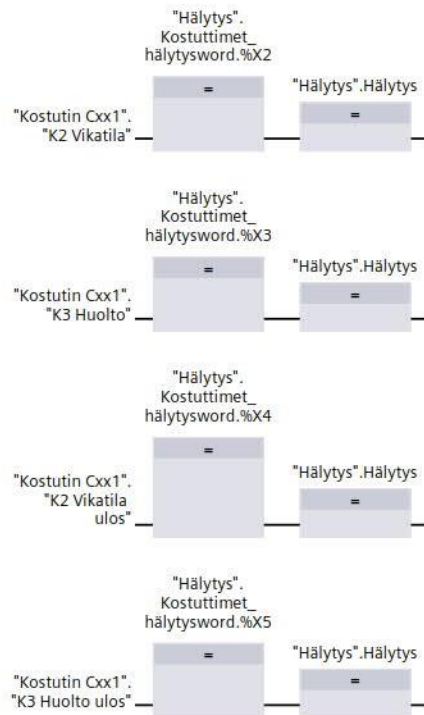 "Hälytys".
Kostuttimet_
hälytysword.%X2
=
"Hälytys".Hälytys
=
"Kostutin Cxx1".
"K2 Vikatila"
"Hälytys".
Kostuttimet_
hälytysword.%X3
=
"Hälytys".Hälytys
=
"Kostutin Cxx1".
"K3 Huolto"
"Hälytys".
Kostuttimet_
hälytysword.%X4
=
"Hälytys".Hälytys
=
"Kostutin Cxx1".
"K2 Vikatila
ulos"
"Hälytys".
Kostuttimet_
hälytysword.%X5
=
"Hälytys".Hälytys
=
"Kostutin Cxx1".
"K3 Huolto ulos"